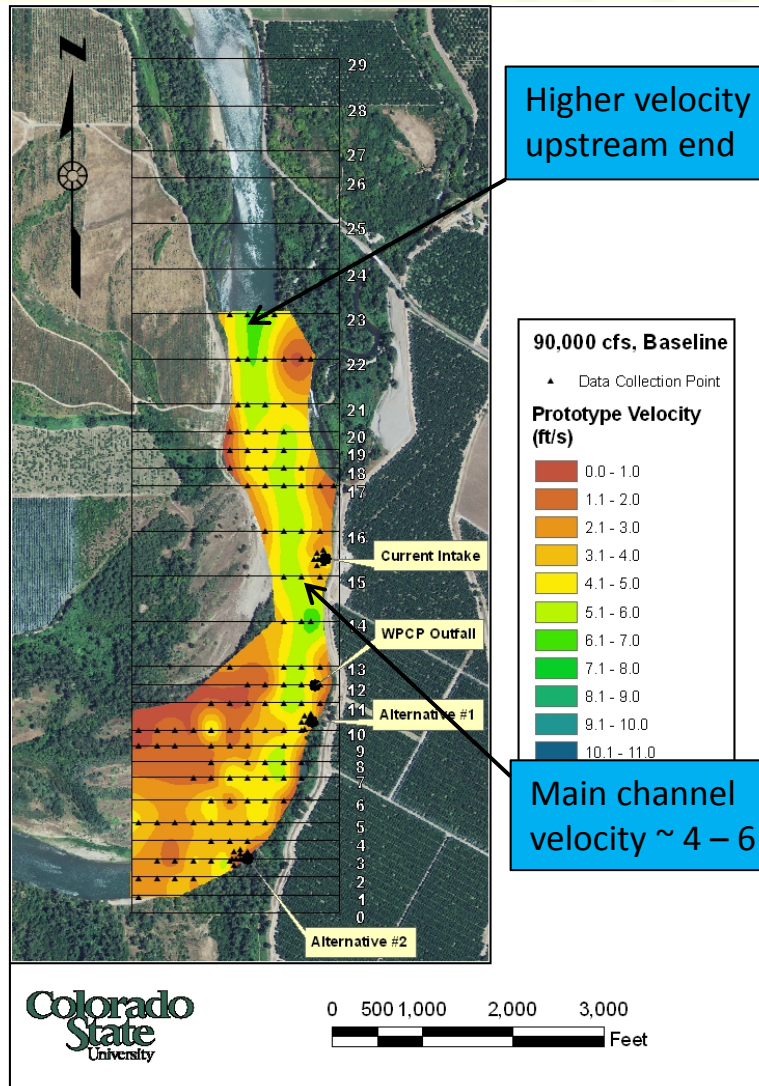 Z
29
28
27
26
25
24
23
22
21
20
19
18
17
16
15
14
13
12
11
10
9
8
7
6
5
4
3
2
1
0
Higher velocity
upstream end
Current Intake
WPCP Outfall
Alternative #1
Alternative #2
90,000 cfs, Baseline
Data Collection Point
Prototype Velocity
(ft/s)
0.0 - 1.0
1.1 - 2.0
2.1 - 3.0
3.1 - 4.0
4.1 - 5.0
5.1 - 6.0
6.1 - 7.0
7.1 - 8.0
8.1 - 9.0
9.1 - 10.0
10.1 - 11.0
Main channel
velocity ~ 4 – 6
Colorado
State
University
0 500 1,000 2,000 3,000
Feet